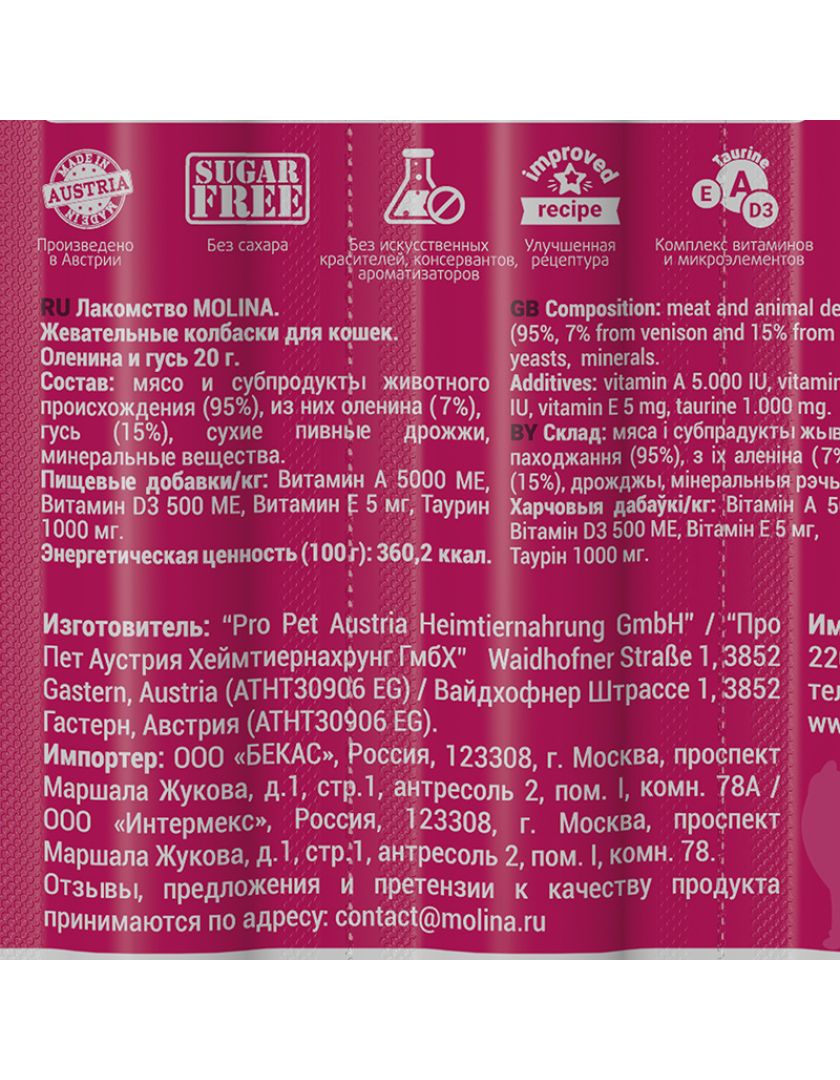 MADE IN
AUSTRIA
MADE IN
Произведено
в Австрии
SUGAR
FREE
Без сахара
Без искусственных
красителей, консервантов,
ароматизаторов
improved
recipe
Улучшенная
рецептура
Taurine
E A D3
Комплекс витаминов
и микроэлементов
RU Лакомство MOLINA.
Жевательные колбаски для кошек.
Оленина и гусь 20 г.
Состав: мясо и субпродукты животного
происхождения (95%), из них оленина (7%),
гусь (15%), сухие пивные дрожжи,
минеральные вещества.
Пищевые добавки/кг: Витамин А 5000 МЕ,
Витамин D3 500 МЕ, Витамин Е 5 мг, Таурин
1000 мг.
Энергетическая ценность (100 г): 360,2 ккал.
GB Composition: meat and animal de
(95%, 7% from venison and 15% from
yeasts, minerals.
Additives: vitamin A 5.000 IU, vitamin
IU, vitamin E 5 mg, taurine 1.000 mg.
BY Склад: мяса і субпрадукты жыв
паходжання (95%), з іх аленіна (7%
(15%), дрожджы, мінеральныя рэчы
Харчовыя дабаўкі/кг: Вітамін А 5
Вітамін D3 500 МЕ, Вітамін Е 5 мг,
Таурін 1000 мг.
Изготовитель: “Pro Pet Austria Heimtiernahrung GmbH” / “Про
Пет Аустрия Хеймтиернахрунг ГмбХ” Waidhofner Straße 1, 3852
Gastern, Austria (ATHT30906 EG) / Вайдхофнер Штрассе 1, 3852
Гастерн, Австрия (ATHT30906 EG).
Импортер: ООО «БЕКАС», Россия, 123308, г. Москва, проспект
Маршала Жукова, д.1, стр.1, антресоль 2, пом. I, комн. 78А /
ООО «Интермекс», Россия, 123308, г. Москва, проспект
Маршала Жукова, д.1, стр.1, антресоль 2, пом. I, комн. 78.
Отзывы, предложения и претензии к качеству продукта
принимаются по адресу: contact@molina.ru
Им
22
тел
ww